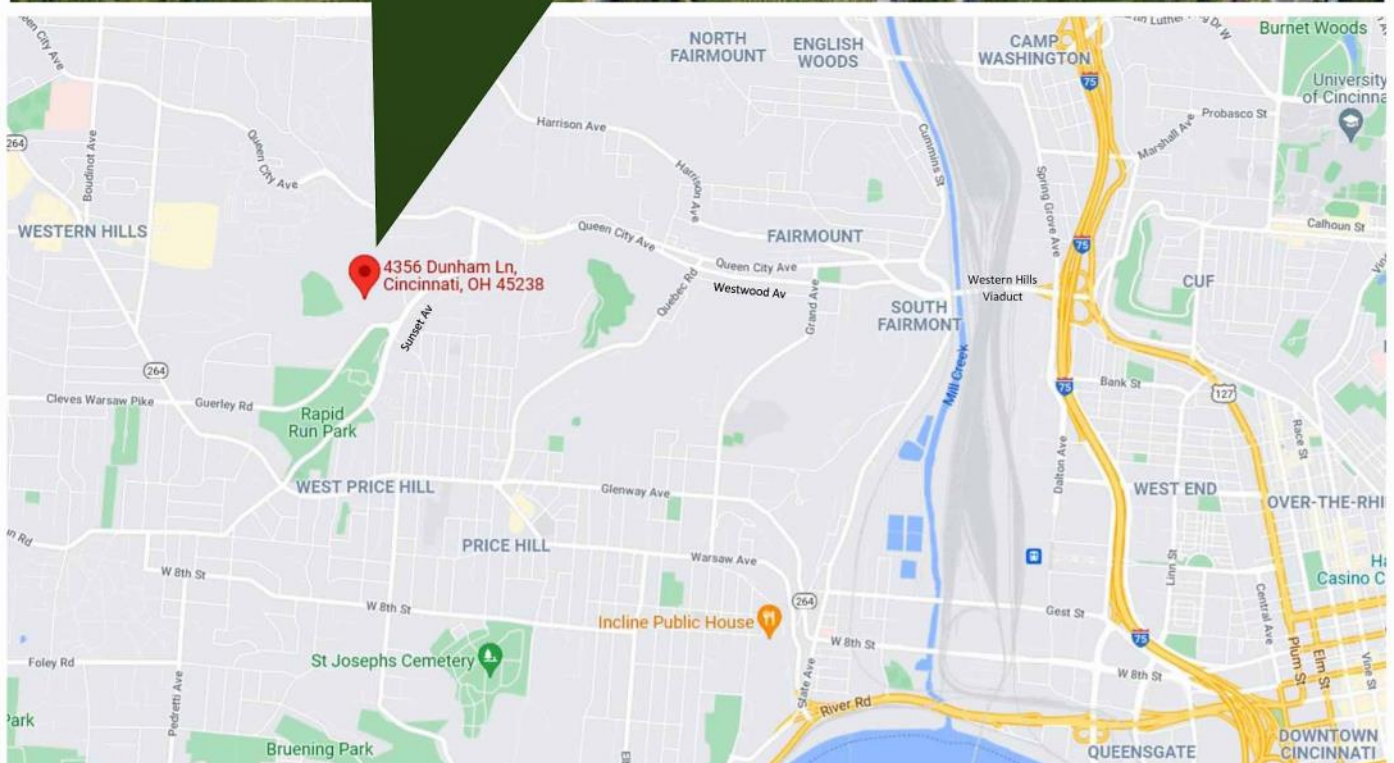 Burnet Woods
NORTH
FAIRMOUNT
ENGLISH
WOODS
CAMP
WASHINGTON
75
University
of Cincinna
Probasco St
Marshall Ave
Harrison Ave
Harrison Ave
Cummins St
Spring Grove Ave
264
Boudinot Ave
Queen City Ave
WESTERN HILLS
Queen City Ave
FAIRMOUNT
Calhoun St
75
4356 Dunham Ln,
Cincinnati, OH 45238
Queen City Ave
Westwood Av
Western Hills
Viaduct
CUF
Quebec Rd
Grand Ave
SOUTH
FAIRMONT
Sunset Av
Mill Creek
264
75
Bank St
127
Cleves Warsaw Pike
Guerley Rd
Rapid
Run Park
Race St
Dalton Ave
WEST PRICE HILL
Glenway Ave
WEST END
OVER-THE-RHI
PRICE HILL
Warsaw Ave
Linn St
Casino C
W 8th St
W 8th St
264
Gest St
Central Ave
Incline Public House
W 8th St
75
Plum St
Elm St
Vine St
Foley Rd
St Josephs Cemetery
W 8th St
Pedretti Ave
State Ave
River Rd
Park
Bruening Park
QUEENSGATE
DOWNTOWN
CINCINNATI